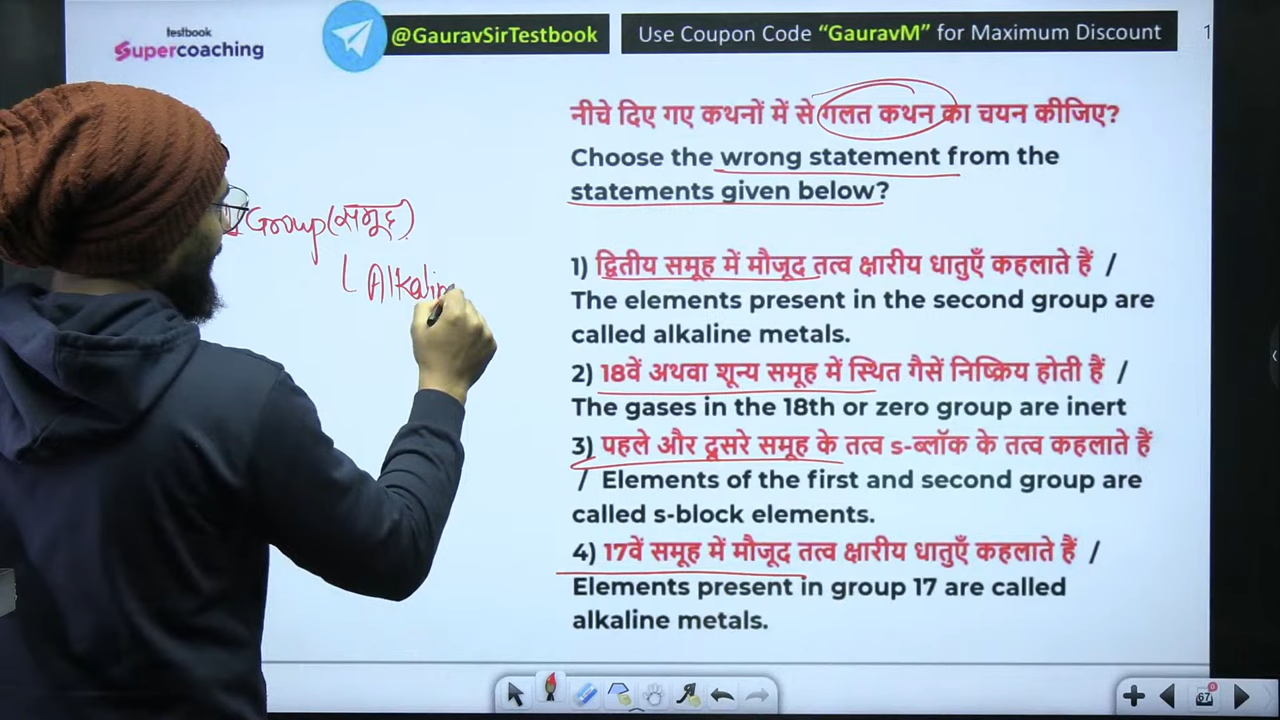 testbook
Supercoaching
@GauravSirTestbook
Use Coupon Code “GauravM” for Maximum Discount
1
नीचे दिए गए कथनों में से गलत कथन का चयन कीजिए?
Choose the wrong statement from the
statements given below?
Group (समूह)
Alkalin
1) द्वितीय समूह में मौजूद तत्व क्षारीय धातुएँ कहलाते हैं /
The elements present in the second group are
called alkaline metals.
2) 18वें अथवा शून्य समूह में स्थित गैसें निष्क्रिय होती हैं /
The gases in the 18th or zero group are inert
3) पहले और दूसरे समूह के तत्व s-ब्लॉक के तत्व कहलाते हैं
/ Elements of the first and second group are
called s-block elements.
4) 17वें समूह में मौजूद तत्व क्षारीय धातुएँ कहलाते हैं /
Elements present in group 17 are called
alkaline metals.
67